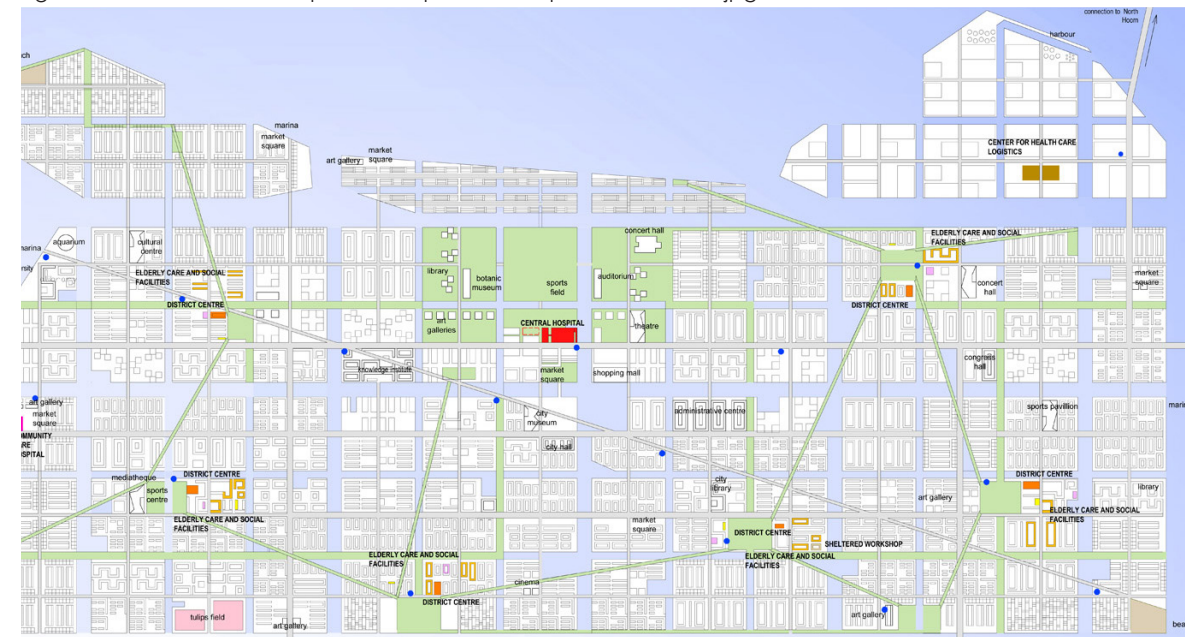 connection to North
Hoorn
harbour
marina
market
square
art gallery
market
square
CENTER FOR HEALTH CARE
LOGISTICS
aquarium
cultural
centre
ELDERLY CARE AND SOCIAL
FACILITIES
DISTRICT CENTRE
library
botanic
museum
art
galleries
sports
field
CENTRAL HOSPITAL
concert hall
auditorium
theatre
ELDERLY CARE AND SOCIAL
FACILITIES
DISTRICT CENTRE
concert
hall
market
square
knowledge institute
market
square
shopping mall
congress
hall
art gallery
market
square
city
museum
city hall
administrative centre
sports pavillion
mediatheque
sports
centre
DISTRICT CENTRE
ELDERLY CARE AND SOCIAL
FACILITIES
city
library
art gallery
DISTRICT CENTRE
library
ELDERLY CARE AND SOCIAL
FACILITIES
market
square
DISTRICT CENTRE
SHELTERED WORKSHOP
ELDERLY CARE AND SOCIAL
FACILITIES
ELDERLY CARE AND SOCIAL
FACILITIES
DISTRICT CENTRE
cinema
tulips field
art gallery
art gallery